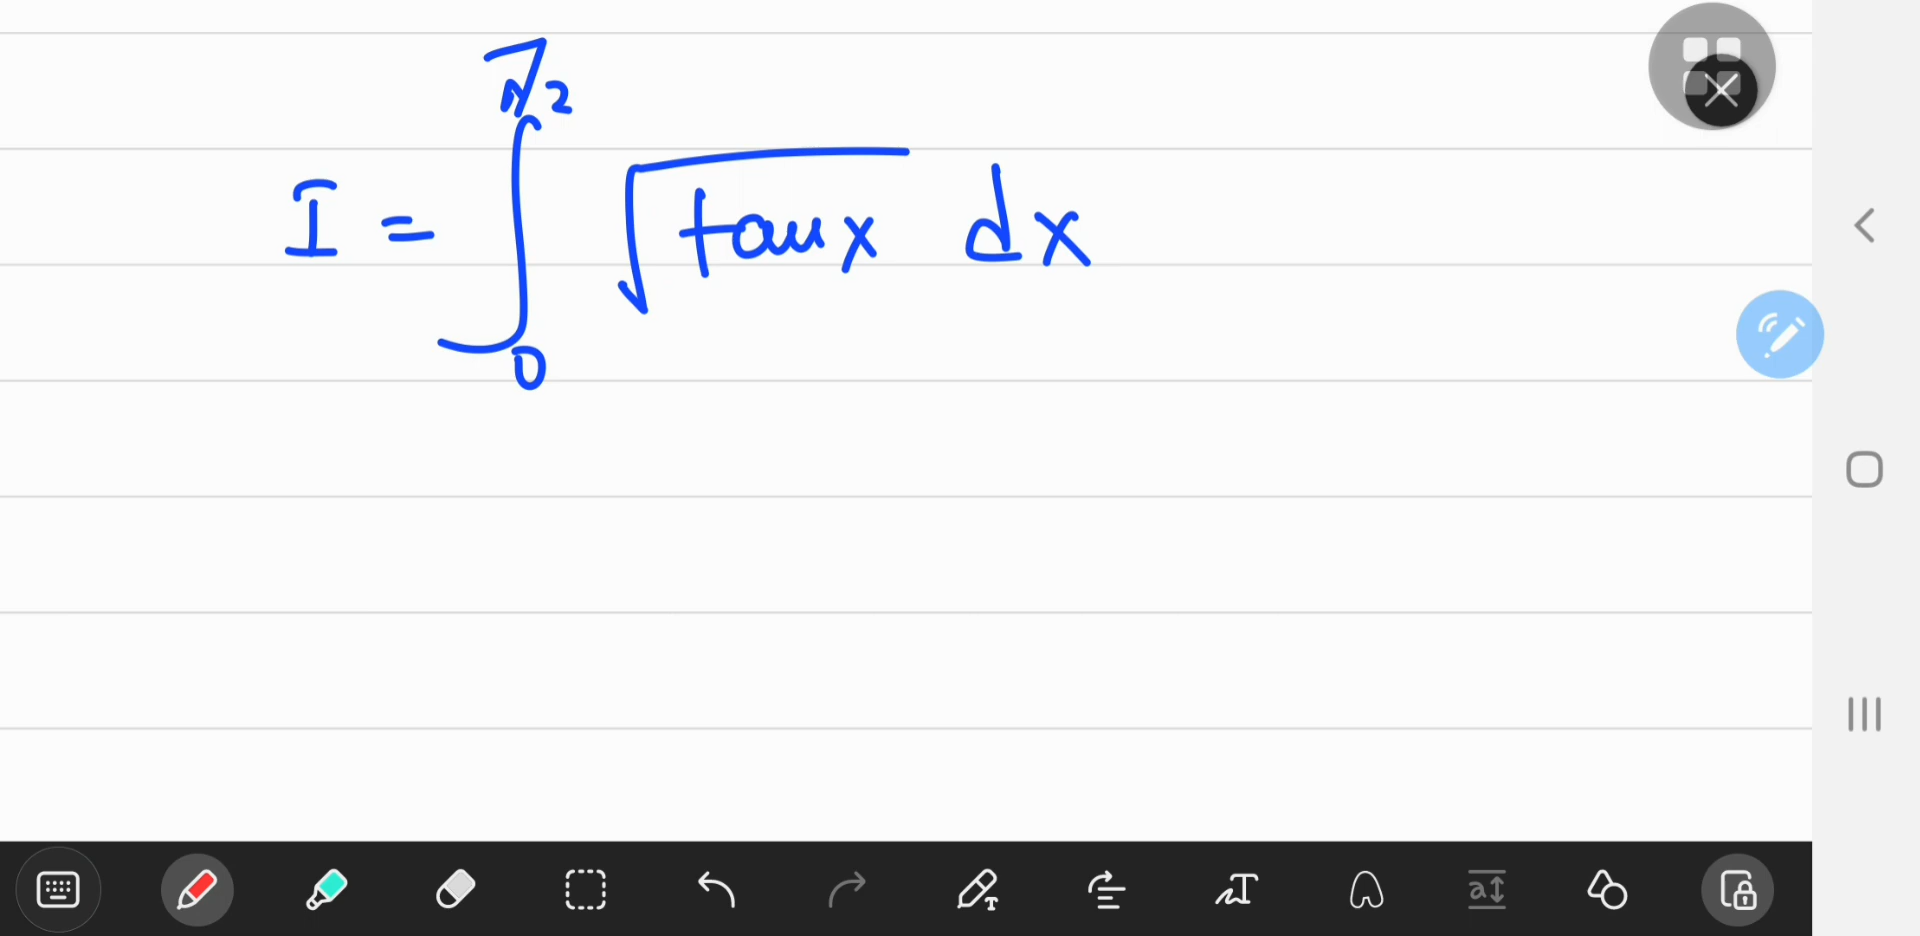 I = ∫₀^{π/2} √(tan x) dx